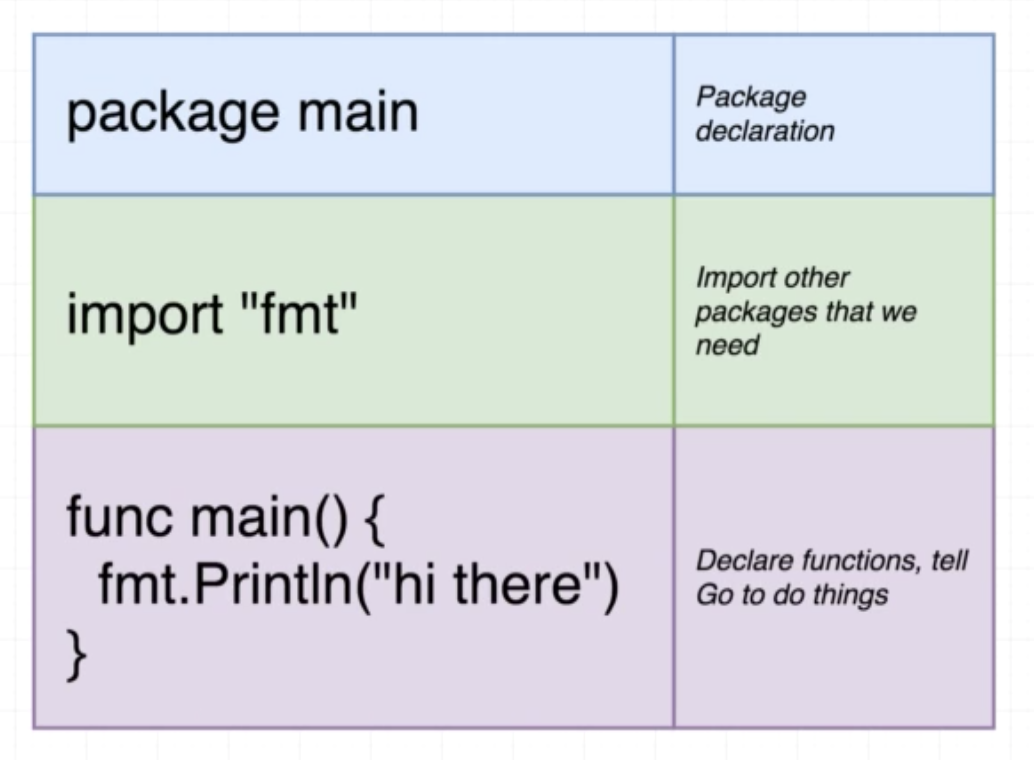 package main
Package
declaration
import "fmt"
Import other
packages that we
need
func main() {
fmt.Println("hi there")
}
Declare functions, tell
Go to do things